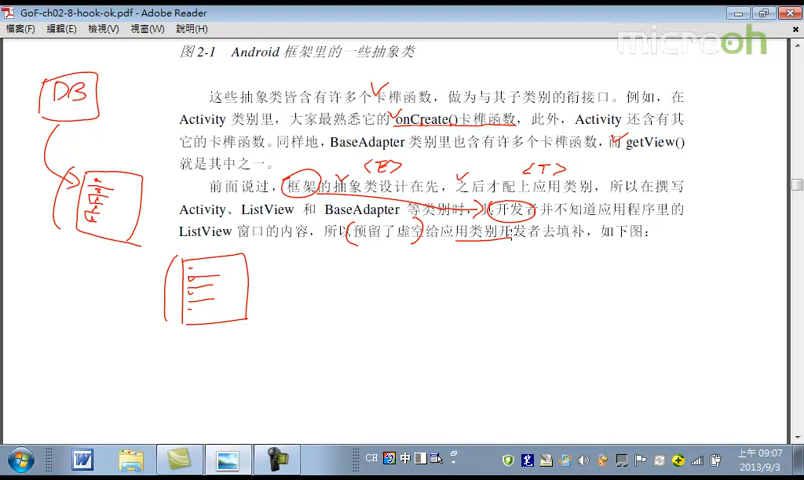 GoF-ch02-8-hook-ok.pdf - Adobe Reader
檔案(F) 編輯(E) 檢視(V) 視窗(W) 說明(H)
microoh
图 2-1 Android 框架里的一些抽象类
DB
这些抽象类皆含有许多个卡榫函数，做为与其子类别的衔接口。例如，在
Activity 类别里，大家最熟悉它的 onCreate()卡榫函数，此外，Activity 还含有其
它的卡榫函数。同样地，BaseAdapter 类别里也含有许多个卡榫函数，而 getView()
就是其中之一。
<E> <T>
前面说过，框架的抽象类设计在先，之后才配上应用类别，所以在撰写
Activity、ListView 和 BaseAdapter 等类别时，其开发者并不知道应用程序里的
ListView 窗口的内容，所以预留了虚空给应用类别开发者去填补，如下图：
CH 中
上午 09:07
2013/9/3